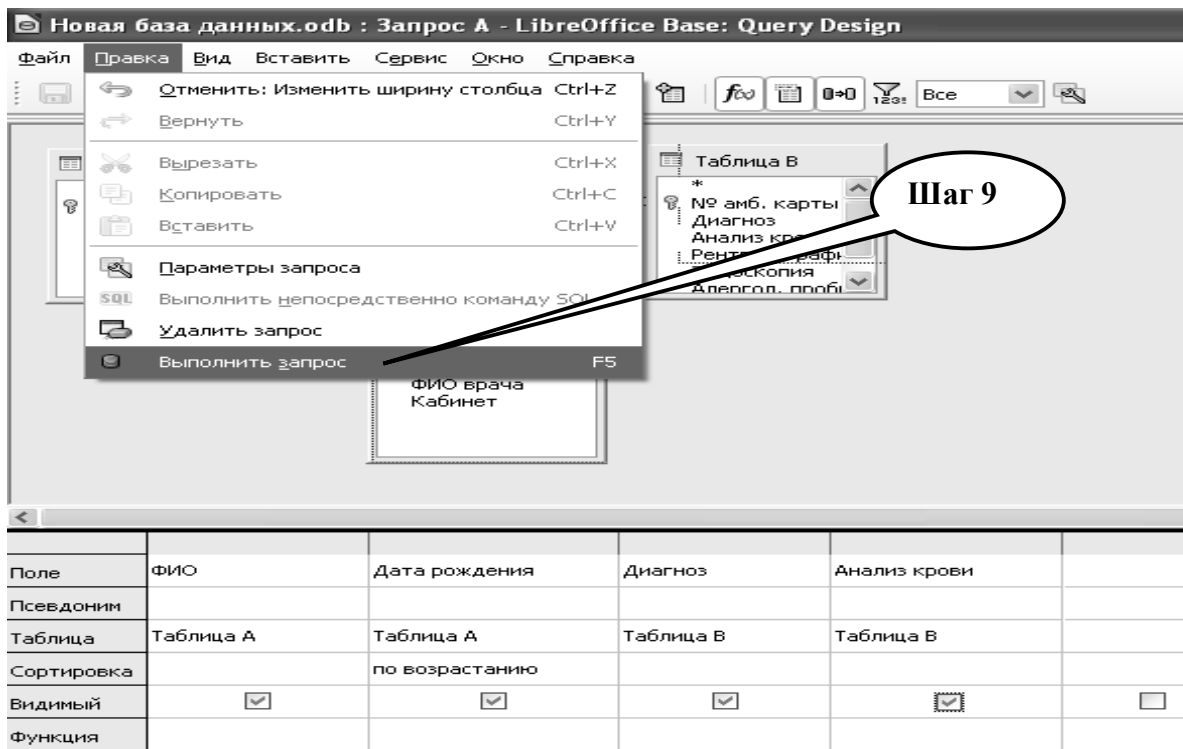 Новая база данных.odb : Запрос A - LibreOffice Base: Query Design
Файл Правка Вид Вставить Сервис Окно Справка
Отменить: Изменить ширину столбца Ctrl+Z
Вернуть Ctrl+Y
Вырезать Ctrl+X
Копировать Ctrl+C
Вставить Ctrl+V
Параметры запроса
SQL Выполнить непосредственно команду SQL
Удалить запрос
Выполнить запрос F5
Все
Таблица B
*
№ амб. карты
Диагноз
Анализ
Шаг 9
ФИО врача
Кабинет
Поле ФИО Дата рождения Диагноз Анализ крови
Псевдоним
Таблица Таблица A Таблица A Таблица B Таблица B
Сортировка по возрастанию
Видимый
Функция